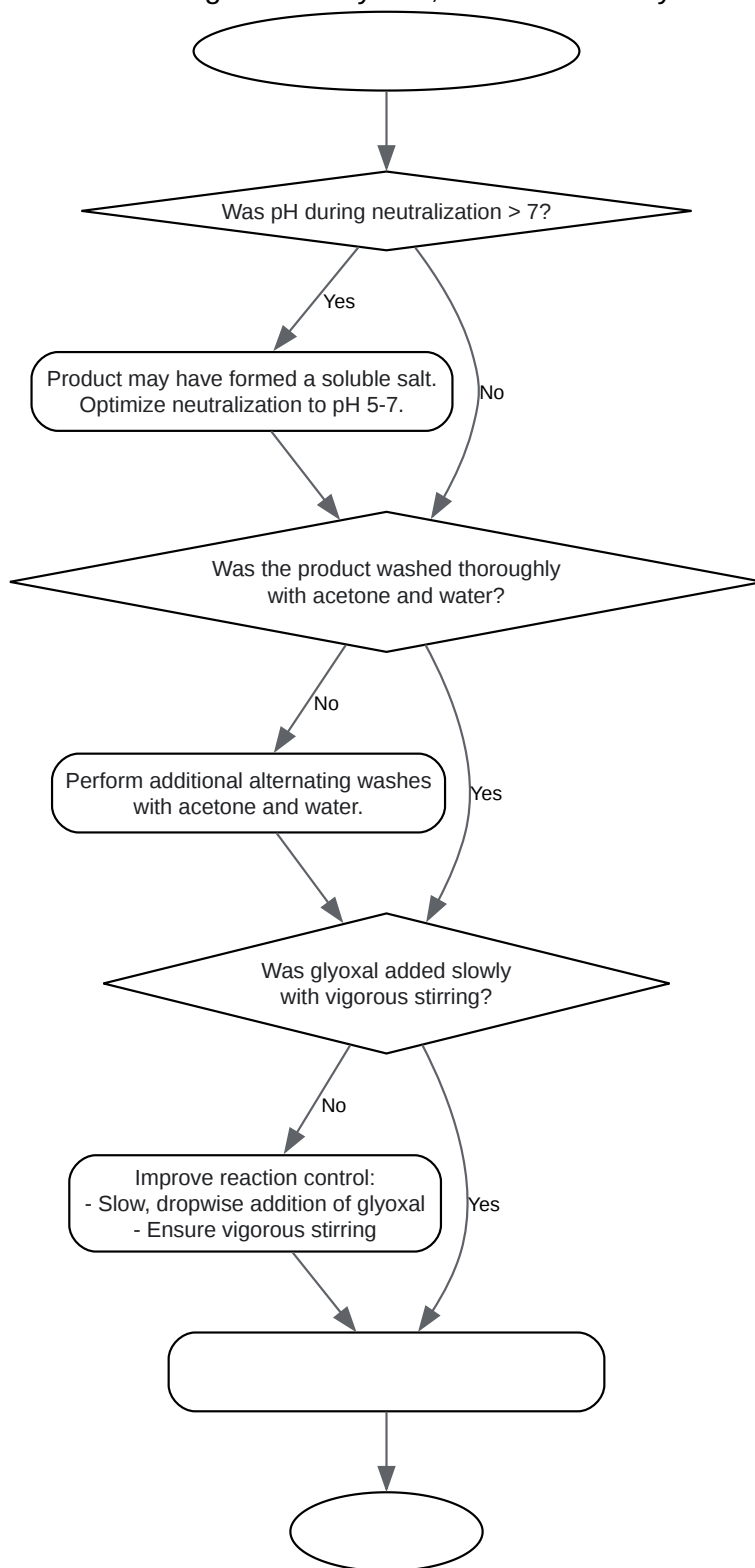 Was pH during neutralization > 7?
Yes
Product may have formed a soluble salt.
Optimize neutralization to pH 5-7.
No
Was the product washed thoroughly
with acetone and water?
No
Perform additional alternating washes
with acetone and water.
Yes
Was glyoxal added slowly
with vigorous stirring?
No
Improve reaction control:
- Slow, dropwise addition of glyoxal
- Ensure vigorous stirring
Yes